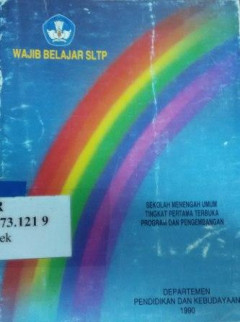 WAJIB BELAJAR SLTP
SEKOLAH MENENGAH UMUM
TINGKAT PERTAMA TERBUKA
PROGRAM DAN PENGEMBANGAN
R
73.121 9
ek
DEPARTEMEN
PENDIDIKAN DAN KEBUDAYAAN
1990